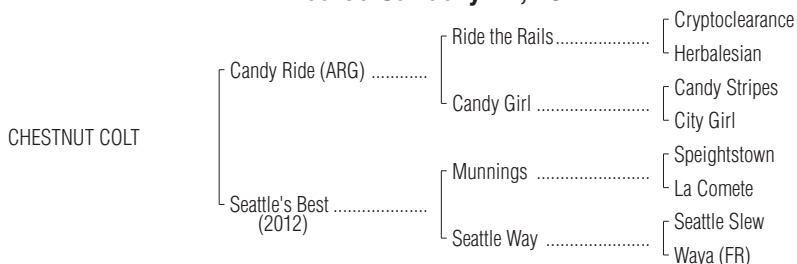 Cryptoclearance
Ride the Rails....................
Herbalesian
Candy Ride (ARG) ............
Candy Stripes
Candy Girl ........................
City Girl
CHESTNUT COLT
Speightstown
Munnings ........................
La Comete
Seattle's Best ....................
(2012)
Seattle Slew
Seattle Way ......................
Waya (FR)